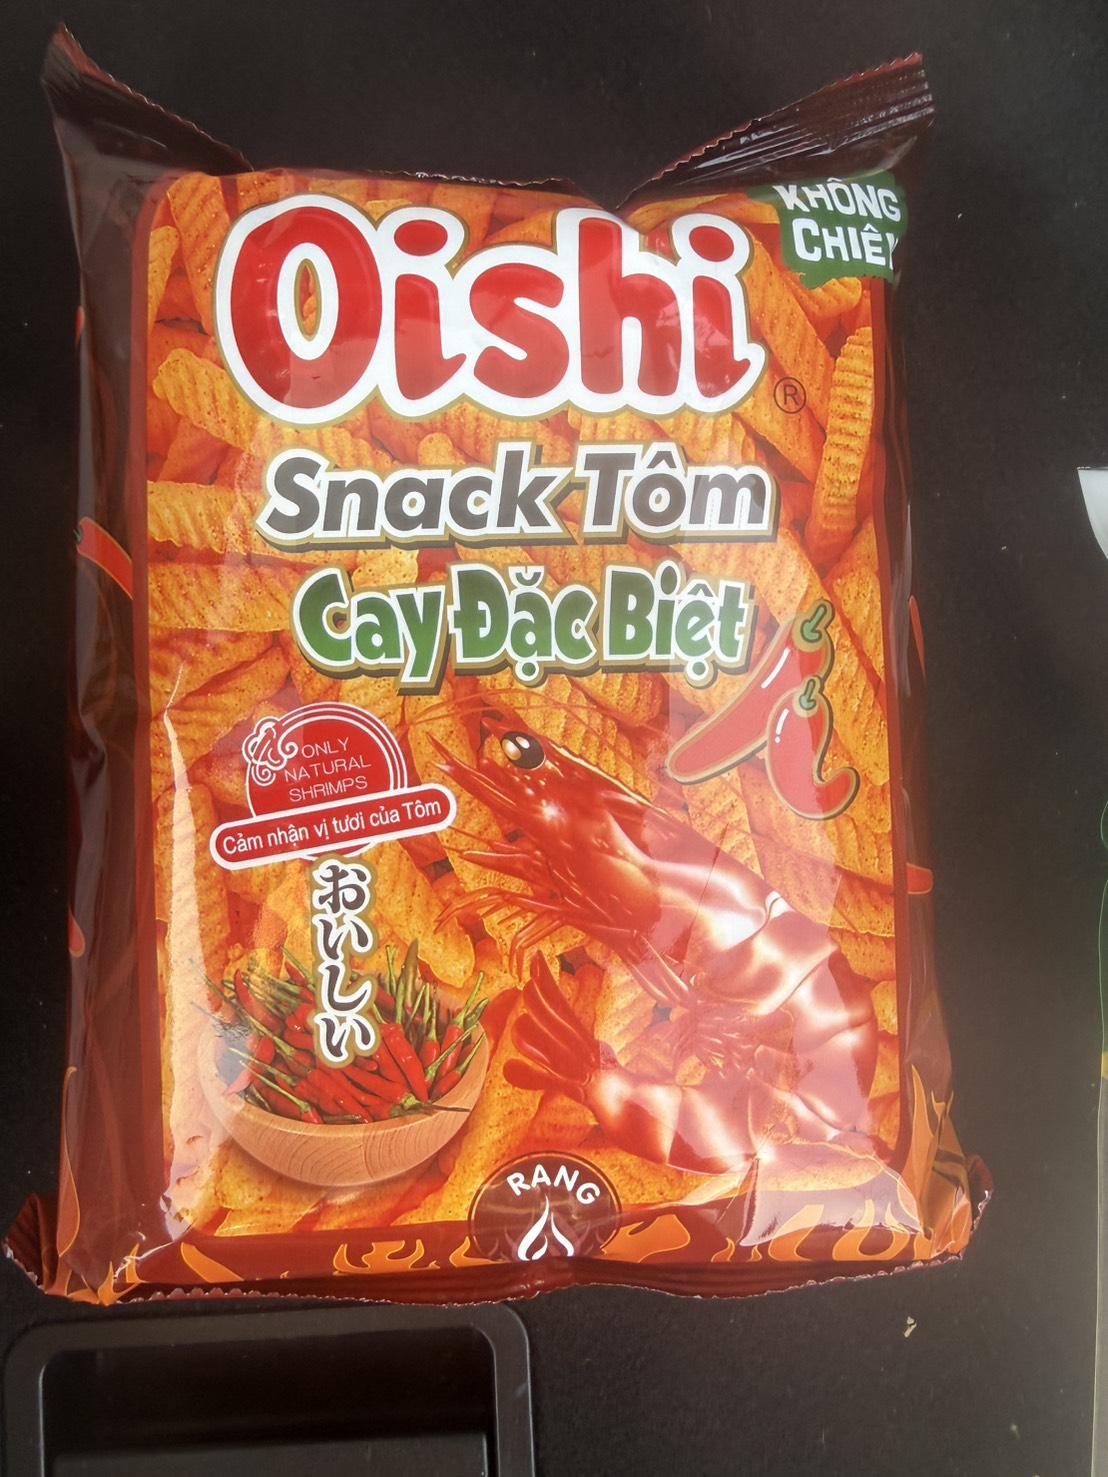 KHÔNG
CHIÊN
Oishi
®
Snack Tôm
Cay Đặc Biệt
ONLY
NATURAL
SHRIMPS
Cảm nhận vị tươi của Tôm
おいしい
RANG